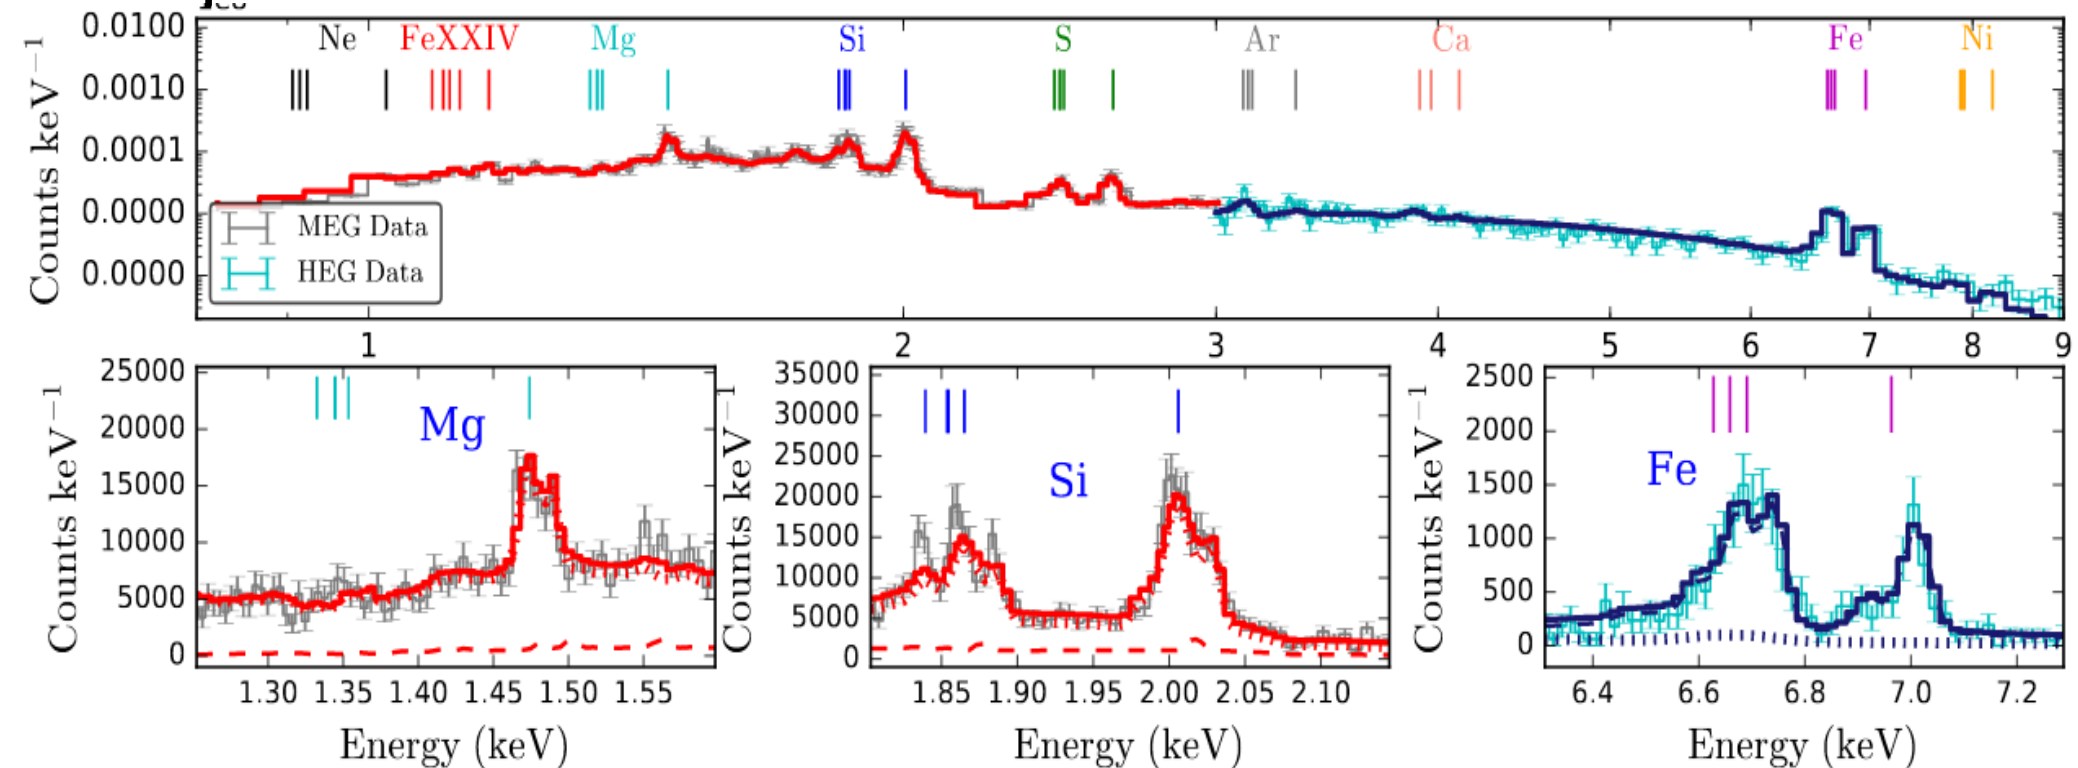 Ne FeXXIV Mg Si S Ar Ca Fe Ni
0.0100
0.0010
0.0001
0.0000
0.0000
Counts keV−1
MEG Data
HEG Data
1 2 3 4 5 6 7 8 9
25000
20000
15000
10000
5000
0
Counts keV−1
Mg
1.30 1.35 1.40 1.45 1.50 1.55
Energy (keV)
35000
30000
25000
20000
15000
10000
5000
0
Counts keV−1
Si
1.85 1.90 1.95 2.00 2.05 2.10
Energy (keV)
2500
2000
1500
1000
500
0
Counts keV−1
Fe
6.4 6.6 6.8 7.0 7.2
Energy (keV)